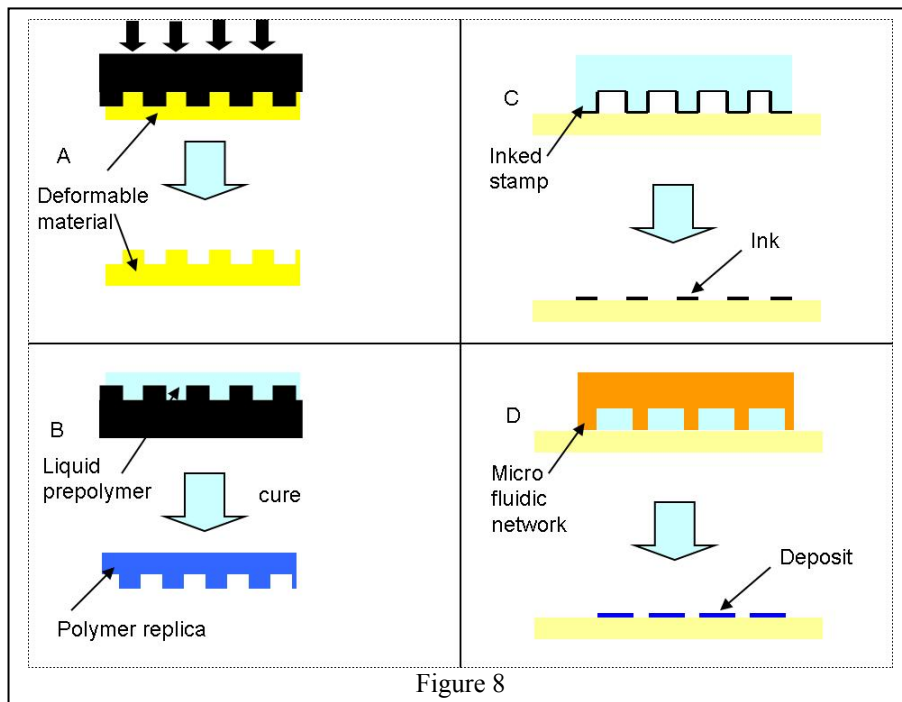 A
Deformable
material
B
Liquid
prepolymer
cure
Polymer replica
C
Inked
stamp
Ink
D
Micro
fluidic
network
Deposit
Figure 8